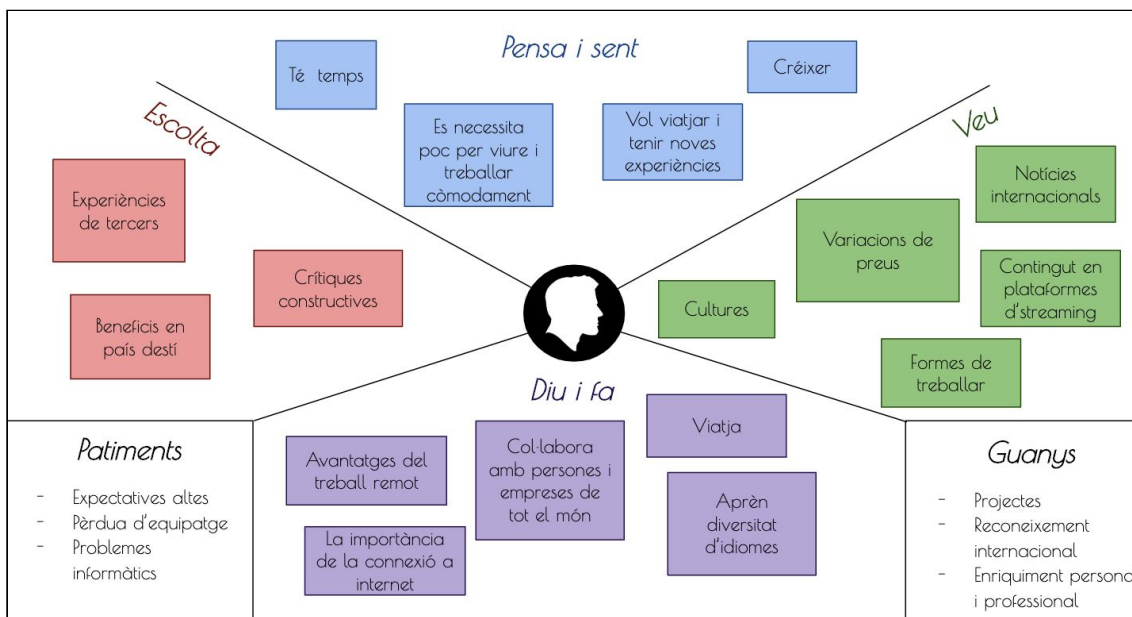 Pensa i sent
Té temps
Es necessita
poc per viure i
treballar
còmodament
Vol viatjar i
tenir noves
experiències
Créixer
Escolta
Experiències
de tercers
Crítiques
constructives
Beneficis en
país destí
Veu
Notícies
internacionals
Variacions de
preus
Contingut en
plataformes
d'streaming
Cultures
Formes de
treballar
Diu i fa
Avantatges del
treball remot
Col·labora
amb persones i
empreses de
tot el món
Viatja
La importància
de la connexió a
internet
Aprèn
diversitat
d'idiomes
Patiments
- Expectatives altes
- Pèrdua d'equipatge
- Problemes
informàtics
Guanys
- Projectes
- Reconeixement
internacional
- Enriquiment persona
i professional